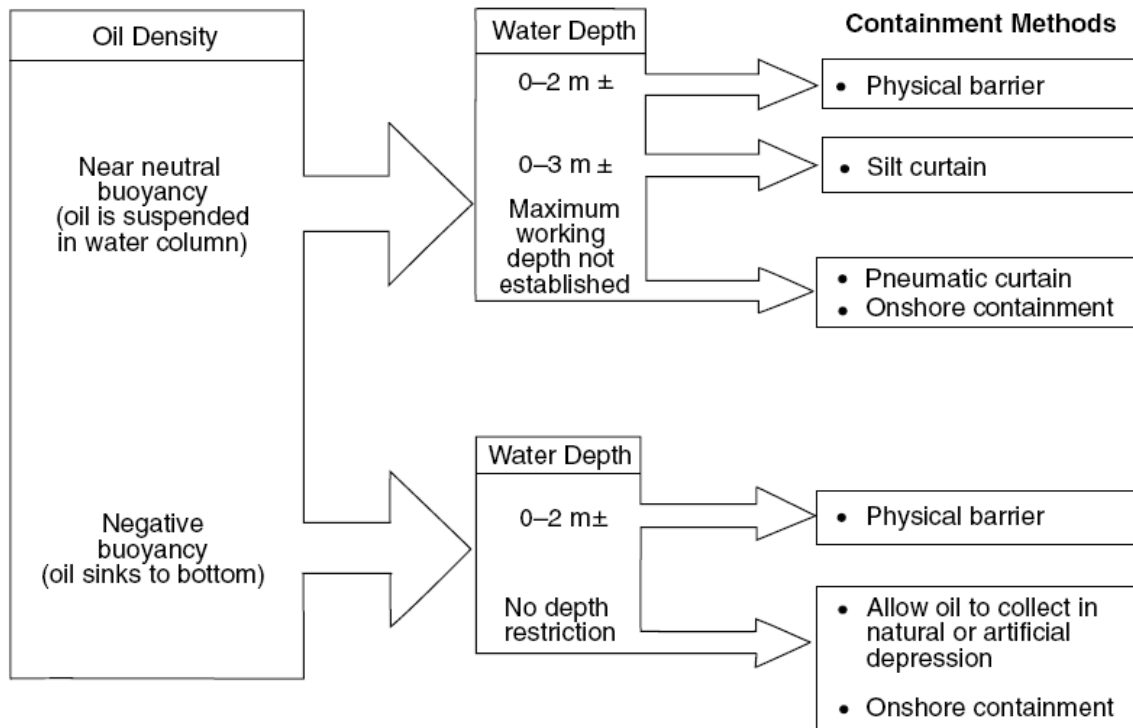 Oil Density
Near neutral
buoyancy
(oil is suspended
in water column)
Negative
buoyancy
(oil sinks to bottom)
Water Depth
0–2 m ±
0–3 m ±
Maximum
working
depth not
established
Containment Methods
• Physical barrier
• Silt curtain
• Pneumatic curtain
• Onshore containment
Water Depth
0–2 m±
No depth
restriction
• Physical barrier
• Allow oil to collect in
natural or artificial
depression
• Onshore containment